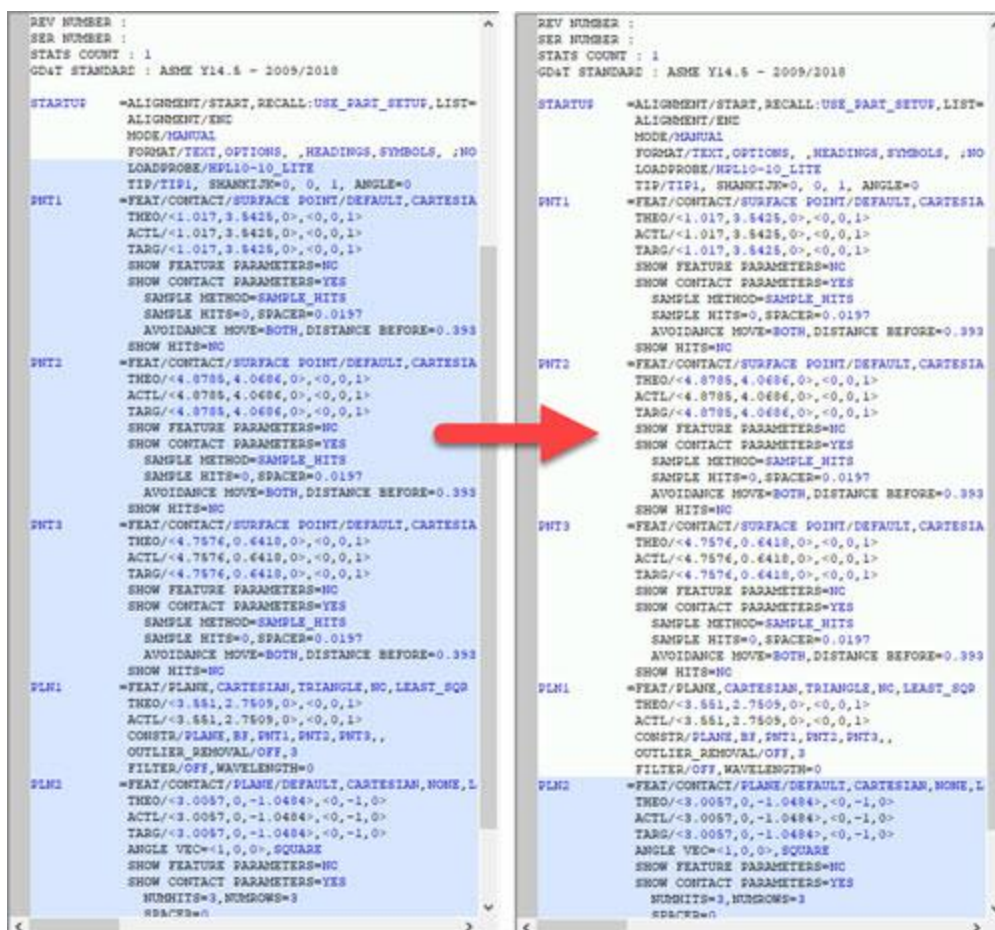 REV NUMBER :
SER NUMBER :
STATS COUNT : 1
GD&T STANDARD : ASME Y14.5 - 2009/2018
STARTUP =ALIGNMENT/START,RECALL:USE_PART_SETUP,LIST=
ALIGNMENT/END
MODE/MANUAL
FORMAT/TEXT,OPTIONS, ,HEADINGS,SYMBOLS, ;NO
LOADPROBE/HPL10-10_LITE
TIP/TIP1, SHANKIJK=0, 0, 1, ANGLE=0
PNT1 =FEAT/CONTACT/SURFACE POINT/DEFAULT,CARTESIA
THEO/<1.017,3.5425,0>,<0,0,1>
ACTL/<1.017,3.5425,0>,<0,0,1>
TARG/<1.017,3.5425,0>,<0,0,1>
SHOW FEATURE PARAMETERS=NO
SHOW CONTACT PARAMETERS=YES
SAMPLE METHOD=SAMPLE_HITS
SAMPLE HITS=0,SPACER=0.0197
AVOIDANCE MOVE=BOTH,DISTANCE BEFORE=0.393
SHOW HITS=NO
PNT2 =FEAT/CONTACT/SURFACE POINT/DEFAULT,CARTESIA
THEO/<4.8785,4.0686,0>,<0,0,1>
ACTL/<4.8785,4.0686,0>,<0,0,1>
TARG/<4.8785,4.0686,0>,<0,0,1>
SHOW FEATURE PARAMETERS=NO
SHOW CONTACT PARAMETERS=YES
SAMPLE METHOD=SAMPLE_HITS
SAMPLE HITS=0,SPACER=0.0197
AVOIDANCE MOVE=BOTH,DISTANCE BEFORE=0.393
SHOW HITS=NO
PNT3 =FEAT/CONTACT/SURFACE POINT/DEFAULT,CARTESIA
THEO/<4.7576,0.6418,0>,<0,0,1>
ACTL/<4.7576,0.6418,0>,<0,0,1>
TARG/<4.7576,0.6418,0>,<0,0,1>
SHOW FEATURE PARAMETERS=NO
SHOW CONTACT PARAMETERS=YES
SAMPLE METHOD=SAMPLE_HITS
SAMPLE HITS=0,SPACER=0.0197
AVOIDANCE MOVE=BOTH,DISTANCE BEFORE=0.393
SHOW HITS=NO
PLN1 =FEAT/PLANE,CARTESIAN,TRIANGLE,NO,LEAST_SQR
THEO/<3.551,2.7509,0>,<0,0,1>
ACTL/<3.551,2.7509,0>,<0,0,1>
CONSTR/PLANE,BF,PNT1,PNT2,PNT3,,
OUTLIER_REMOVAL/OFF,3
FILTER/OFF,WAVELENGTH=0
PLN2 =FEAT/CONTACT/PLANE/DEFAULT,CARTESIAN,NONE,L
THEO/<3.0057,0,-1.0484>,<0,-1,0>
ACTL/<3.0057,0,-1.0484>,<0,-1,0>
TARG/<3.0057,0,-1.0484>,<0,-1,0>
ANGLE VEC=<1,0,0>,SQUARE
SHOW FEATURE PARAMETERS=NO
SHOW CONTACT PARAMETERS=YES
NUMHITS=3,NUMROWS=3
SPACER=0
REV NUMBER :
SER NUMBER :
STATS COUNT : 1
GD&T STANDARD : ASME Y14.5 - 2009/2018
STARTUP =ALIGNMENT/START,RECALL:USE_PART_SETUP,LIST=
ALIGNMENT/END
MODE/MANUAL
FORMAT/TEXT,OPTIONS, ,HEADINGS,SYMBOLS, ;NO
LOADPROBE/HPL10-10_LITE
TIP/TIP1, SHANKIJK=0, 0, 1, ANGLE=0
PNT1 =FEAT/CONTACT/SURFACE POINT/DEFAULT,CARTESIA
THEO/<1.017,3.5425,0>,<0,0,1>
ACTL/<1.017,3.5425,0>,<0,0,1>
TARG/<1.017,3.5425,0>,<0,0,1>
SHOW FEATURE PARAMETERS=NO
SHOW CONTACT PARAMETERS=YES
SAMPLE METHOD=SAMPLE_HITS
SAMPLE HITS=0,SPACER=0.0197
AVOIDANCE MOVE=BOTH,DISTANCE BEFORE=0.393
SHOW HITS=NO
PNT2 =FEAT/CONTACT/SURFACE POINT/DEFAULT,CARTESIA
THEO/<4.8785,4.0686,0>,<0,0,1>
ACTL/<4.8785,4.0686,0>,<0,0,1>
TARG/<4.8785,4.0686,0>,<0,0,1>
SHOW FEATURE PARAMETERS=NO
SHOW CONTACT PARAMETERS=YES
SAMPLE METHOD=SAMPLE_HITS
SAMPLE HITS=0,SPACER=0.0197
AVOIDANCE MOVE=BOTH,DISTANCE BEFORE=0.393
SHOW HITS=NO
PNT3 =FEAT/CONTACT/SURFACE POINT/DEFAULT,CARTESIA
THEO/<4.7576,0.6418,0>,<0,0,1>
ACTL/<4.7576,0.6418,0>,<0,0,1>
TARG/<4.7576,0.6418,0>,<0,0,1>
SHOW FEATURE PARAMETERS=NO
SHOW CONTACT PARAMETERS=YES
SAMPLE METHOD=SAMPLE_HITS
SAMPLE HITS=0,SPACER=0.0197
AVOIDANCE MOVE=BOTH,DISTANCE BEFORE=0.393
SHOW HITS=NO
PLN1 =FEAT/PLANE,CARTESIAN,TRIANGLE,NO,LEAST_SQR
THEO/<3.551,2.7509,0>,<0,0,1>
ACTL/<3.551,2.7509,0>,<0,0,1>
CONSTR/PLANE,BF,PNT1,PNT2,PNT3,,
OUTLIER_REMOVAL/OFF,3
FILTER/OFF,WAVELENGTH=0
PLN2 =FEAT/CONTACT/PLANE/DEFAULT,CARTESIAN,NONE,L
THEO/<3.0057,0,-1.0484>,<0,-1,0>
ACTL/<3.0057,0,-1.0484>,<0,-1,0>
TARG/<3.0057,0,-1.0484>,<0,-1,0>
ANGLE VEC=<1,0,0>,SQUARE
SHOW FEATURE PARAMETERS=NO
SHOW CONTACT PARAMETERS=YES
NUMHITS=3,NUMROWS=3
SPACER=0